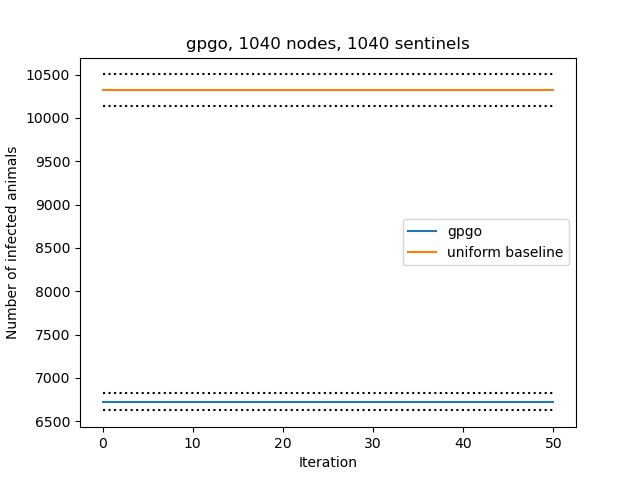 gpgo, 1040 nodes, 1040 sentinels
10500
10000
9500
9000
8500
8000
7500
7000
6500
Number of infected animals
gpgo
uniform baseline
0 10 20 30 40 50
Iteration